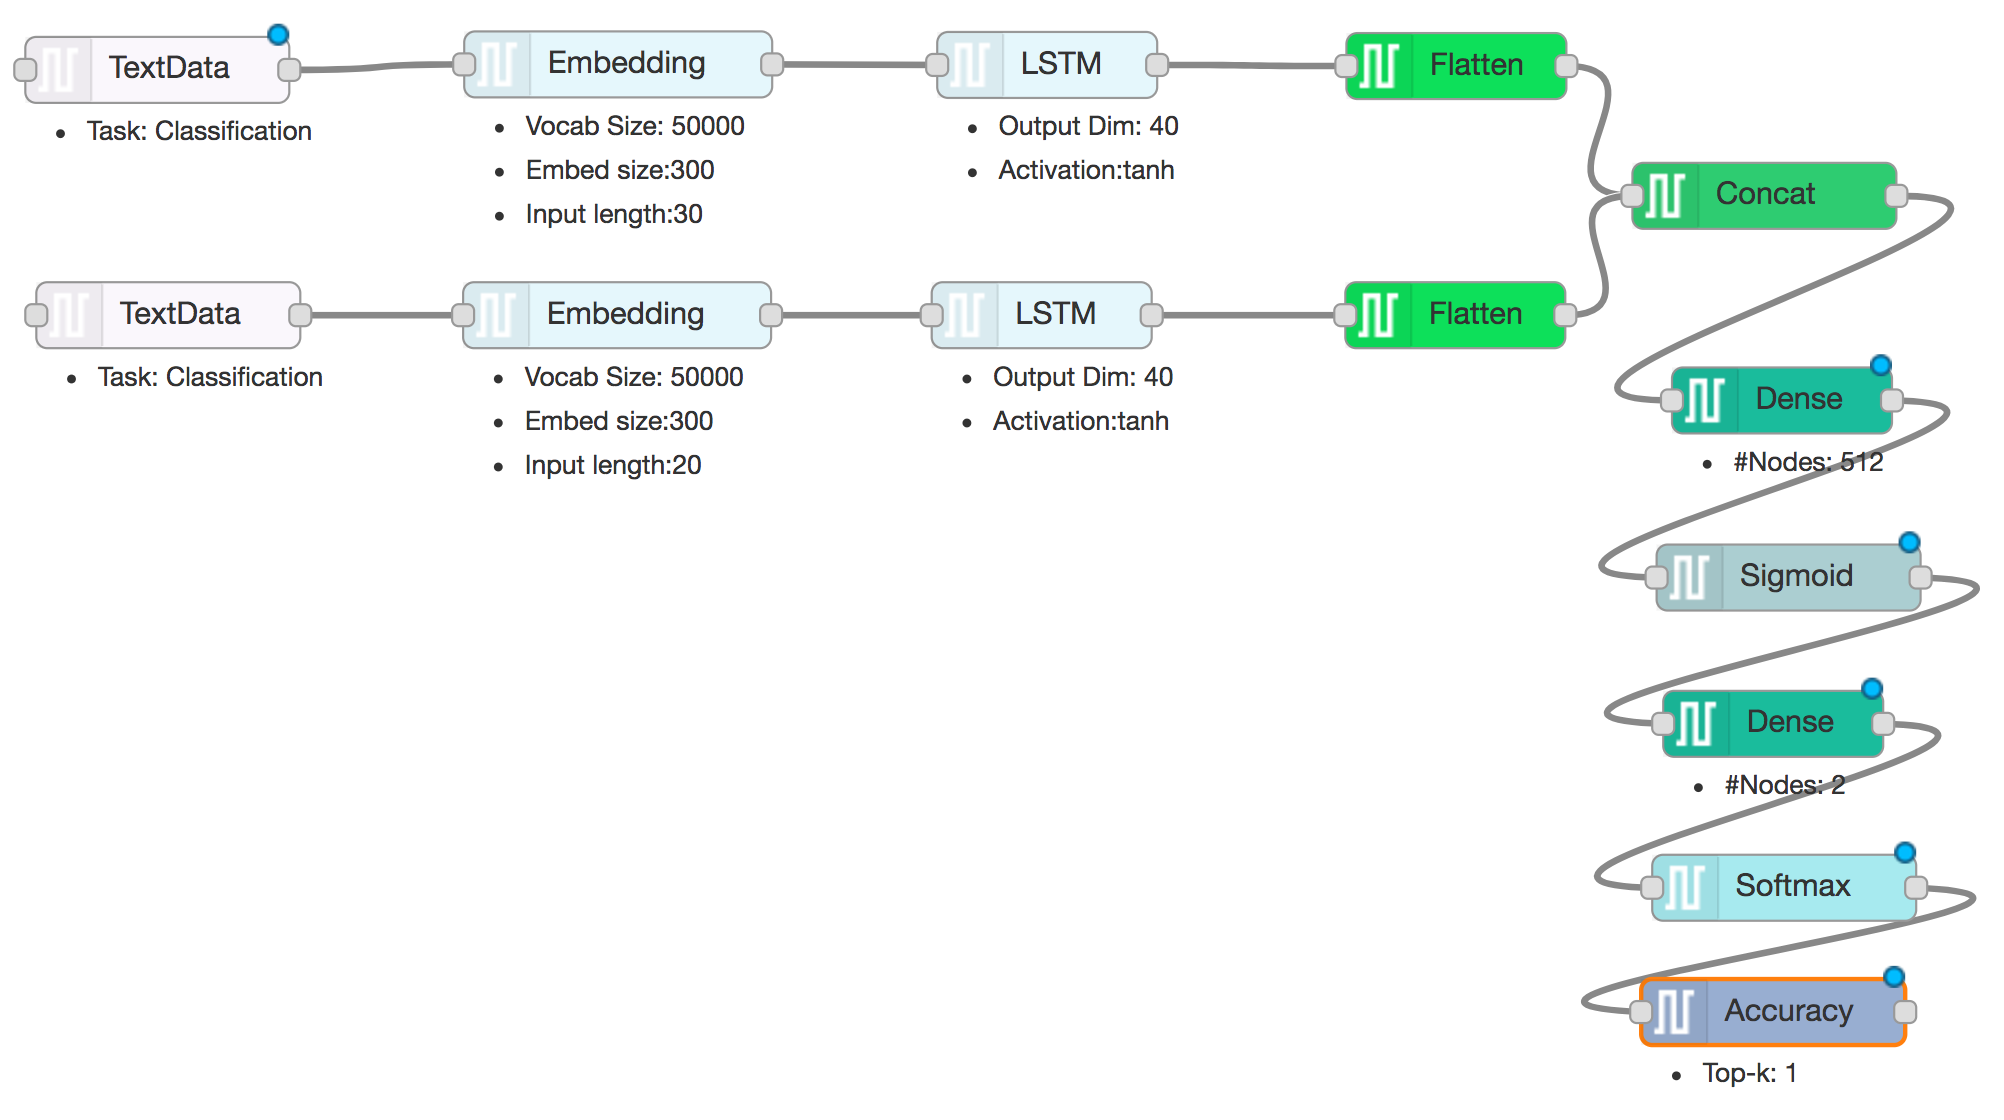 TextData
Task: Classification
Embedding
Vocab Size: 50000
Embed size:300
Input length:30
LSTM
Output Dim: 40
Activation:tanh
Flatten
TextData
Task: Classification
Embedding
Vocab Size: 50000
Embed size:300
Input length:20
LSTM
Output Dim: 40
Activation:tanh
Flatten
Concat
Dense
#Nodes: 512
Sigmoid
Dense
#Nodes: 2
Softmax
Accuracy
Top-k: 1